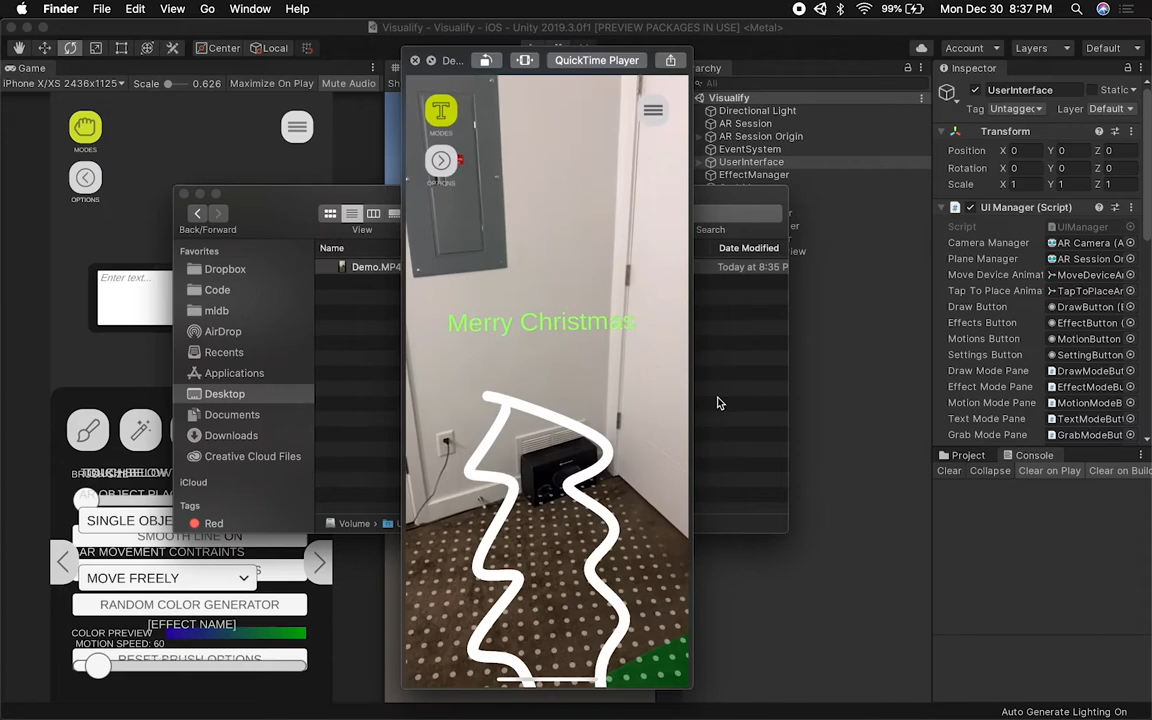 Finder File Edit View Go Window Help
99% Mon Dec 30 8:37 PM
Visualify - Visualify - iOS - Unity 2019.3.0f1 [PREVIEW PACKAGES IN USE] <Metal>
Center Local
Account Layers Default
Game
iPhone X/XS 2436x1125 Scale 0.626 Maximize On Play Mute Audio
MODES
OPTIONS
Enter text...
SINGLE OBJE
SMOOTH LINE ON
AR MOVEMENT CONTRAINTS
MOVE FREELY
RANDOM COLOR GENERATOR
[EFFECT NAME]
COLOR PREVIEW
MOTION SPEED: 60
RESET BRUSH OPTIONS
Back/Forward
View
Search
Name
Date Modified
Demo.MP4
Today at 8:35 P
Favorites
Dropbox
Code
mldb
AirDrop
Recents
Applications
Desktop
Documents
Downloads
Creative Cloud Files
iCloud
Tags
Red
Volume
De...
QuickTime Player
T
MODES
OPTIONS
Merry Christmas
rarchy
All
Visualify
Directional Light
AR Session
AR Session Origin
EventSystem
UserInterface
EffectManager
Inspector
UserInterface Static
Tag Untagged Layer Default
Transform
Position X 0 Y 0 Z 0
Rotation X 0 Y 0 Z 0
Scale X 1 Y 1 Z 1
UI Manager (Script)
Script UIManager
Camera Manager AR Camera (A
Plane Manager AR Session O
Move Device Animat MoveDeviceA
Tap To Place Anima TapToPlaceAr
Draw Button DrawButton (E
Effects Button EffectButton (
Motions Button MotionButton
Settings Button SettingButton
Draw Mode Pane DrawModeBut
Effect Mode Pane EffectModeBu
Motion Mode Pane MotionModeB
Text Mode Pane TextModeButt
Grab Mode Pane GrabModeBut
Project Console
Clear Collapse Clear on Play Clear on Build
Auto Generate Lighting On